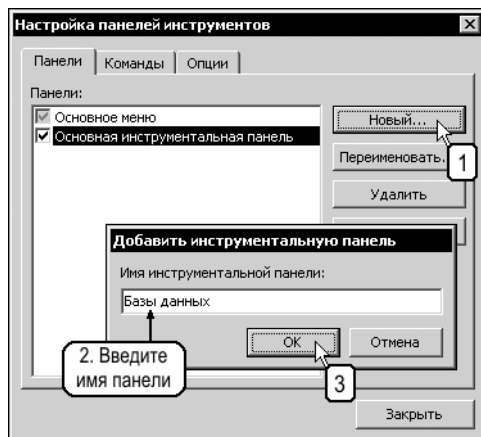 Настройка панелей инструментов
Панели Команды Опции
Панели:
Основное меню
Основная инструментальная панель
Новый...
1
Переименовать.
Удалить
Добавить инструментальную панель
Имя инструментальной панели:
Базы данных
OK Отмена
2. Введите
имя панели
3
Закрыть